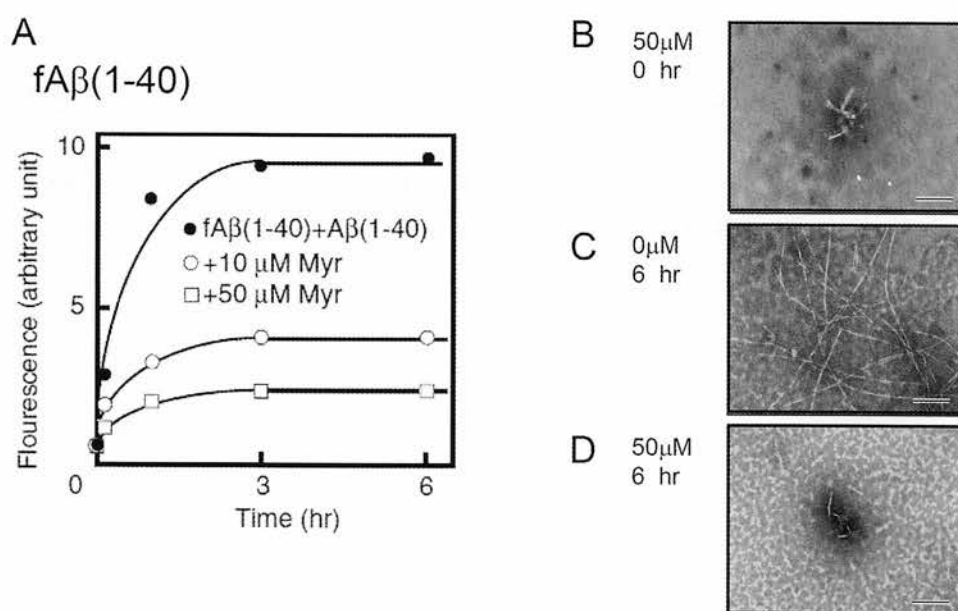 A
fAβ(1-40)
10
5
0
3
6
Flourescence (arbitrary unit)
Time (hr)
fAβ(1-40)+Aβ(1-40)
+10 μM Myr
+50 μM Myr
B
50μM
0 hr
C
0μM
6 hr
D
50μM
6 hr